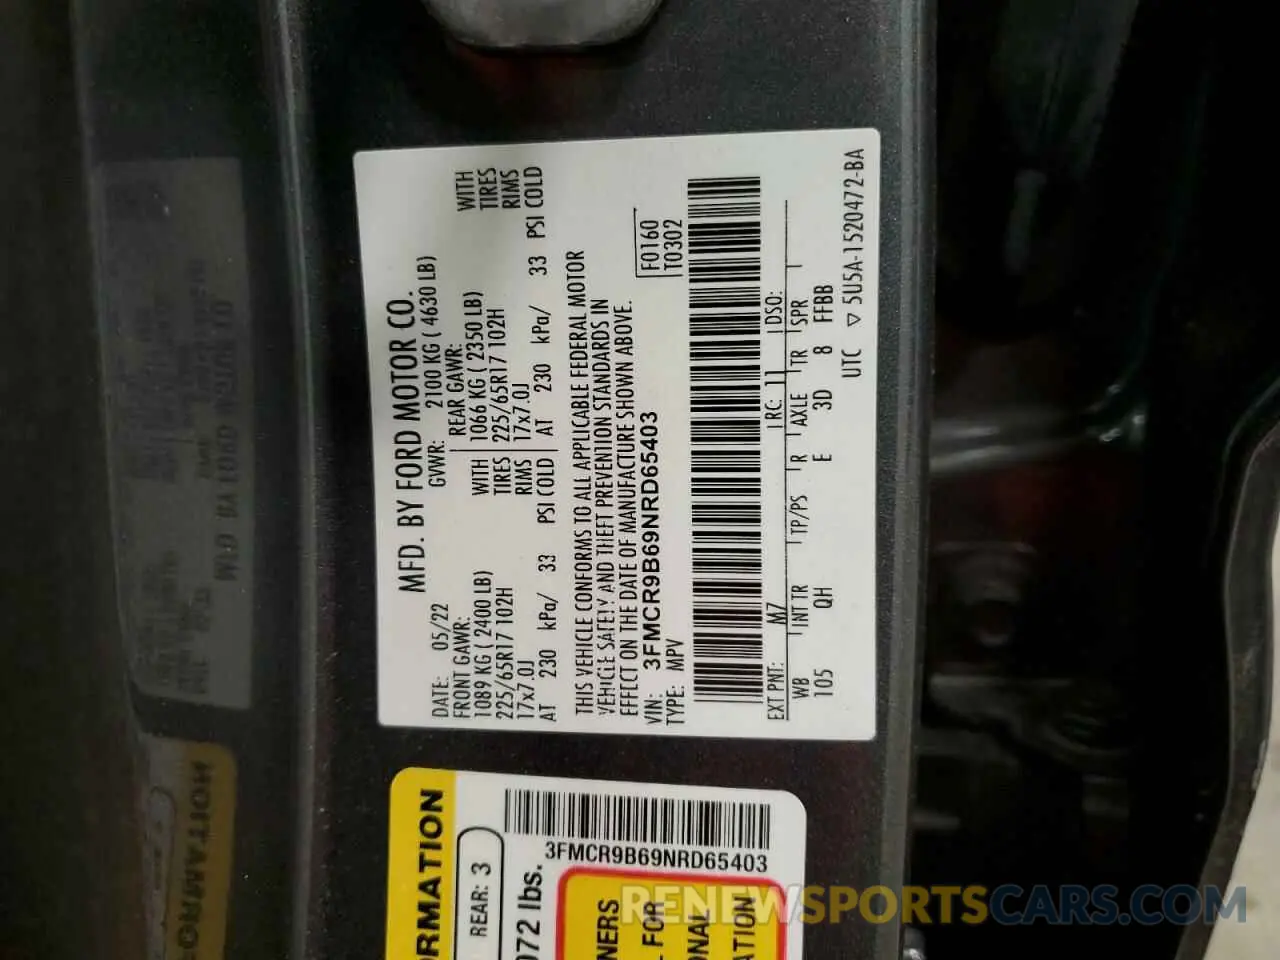 MFD. BY FORD MOTOR CO.
DATE: 05/22 GVWR: 2100 KG ( 4630 LB)
FRONT GAWR: REAR GAWR:
1089 KG ( 2400 LB) WITH 1066 KG ( 2350 LB) WITH
225/65R17 102H TIRES 225/65R17 102H TIRES
17x7.0J RIMS 17x7.0J RIMS
AT 230 kPa/ 33 PSI COLD AT 230 kPa/ 33 PSI COLD
THIS VEHICLE CONFORMS TO ALL APPLICABLE FEDERAL MOTOR
VEHICLE SAFETY AND THEFT PREVENTION STANDARDS IN
EFFECT ON THE DATE OF MANUFACTURE SHOWN ABOVE.
VIN: 3FMCR9B69NRD65403 F0160
TYPE: MPV T0302
EXT PNT: M7 RC: 11 DSO:
WB INT TR TP/PS R AXLE TR SPR
105 QH E 3D 8 FFBB
UTC ▽ 5U5A-1520472-BA
ORMATION
REAR: 3
072 lbs.
3FMCR9B69NRD65403
NERS
L FOR
ONAL
ATION
RENEWSPORTSCARS.COM